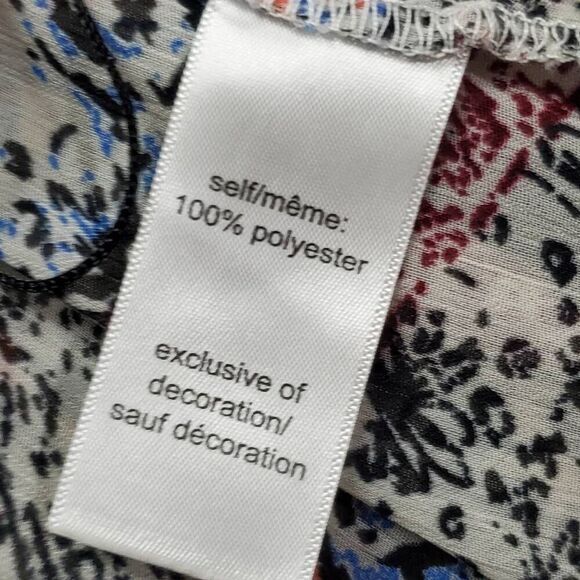 self/même:
100% polyester
exclusive of
decoration/
sauf décoration